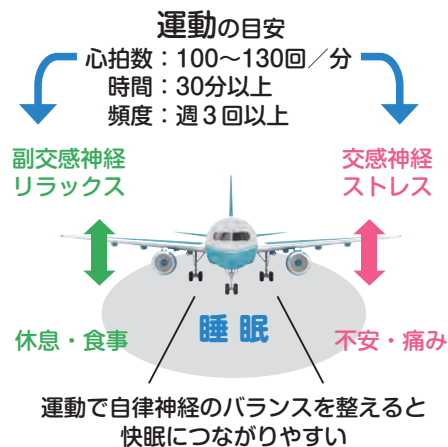 運動の目安
心拍数：100〜130回／分
時間：30分以上
頻度：週３回以上
副交感神経
リラックス
交感神経
ストレス
休息・食事
睡眠
不安・痛み
運動で自律神経のバランスを整えると
快眠につながりやすい